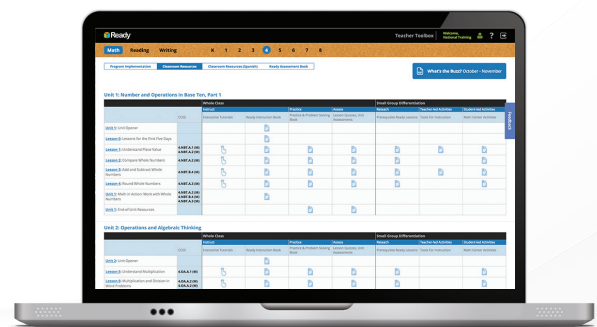 Ready
Teacher Toolbox
Welcome,
National Training
?
Math Reading Writing K 1 2 3 4 5 6 7 8
Program Implementation Classroom Resources Classroom Resources (Spanish) Ready Assessment Book
What's the Buzz? October - November
Feedback
Unit 1: Number and Operations in Base Ten, Part 1
Whole Class Small Group Differentiation
Instruct Practice Assess Reteach Teacher-led Activities Student-led Activities
CCSS Interactive Tutorials Ready Instruction Book Practice & Problem Solving Book Lesson Quizzes, Unit Assessments Prerequisite Ready Lessons Tools For Instruction Math Center Activities
Unit 1: Unit Opener
Lesson 0: Lessons for the First Five Days
Lesson 1: Understand Place Value 4.NBT.A.1 (M) 4.NBT.A.2 (M)
Lesson 2: Compare Whole Numbers 4.NBT.A.2 (M)
Lesson 3: Add and Subtract Whole Numbers 4.NBT.B.4 (M)
Lesson 4: Round Whole Numbers 4.NBT.A.3 (M)
Unit 1: Math in Action: Work with Whole Numbers 4.NBT.A.2 (M) 4.NBT.A.3 (M)
Unit 1: End-of-Unit Resources
Unit 2: Operations and Algebraic Thinking
Whole Class Small Group Differentiation
Instruct Practice Assess Reteach Teacher-led Activities Student-led Activities
CCSS Interactive Tutorials Ready Instruction Book Practice & Problem Solving Book Lesson Quizzes, Unit Assessments Prerequisite Ready Lessons Tools For Instruction Math Center Activities
Unit 2: Unit Opener
Lesson 5: Understand Multiplication 4.OA.A.1 (M)
Lesson 6: Multiplication and Division in Word Problems 4.OA.A.2 (M)